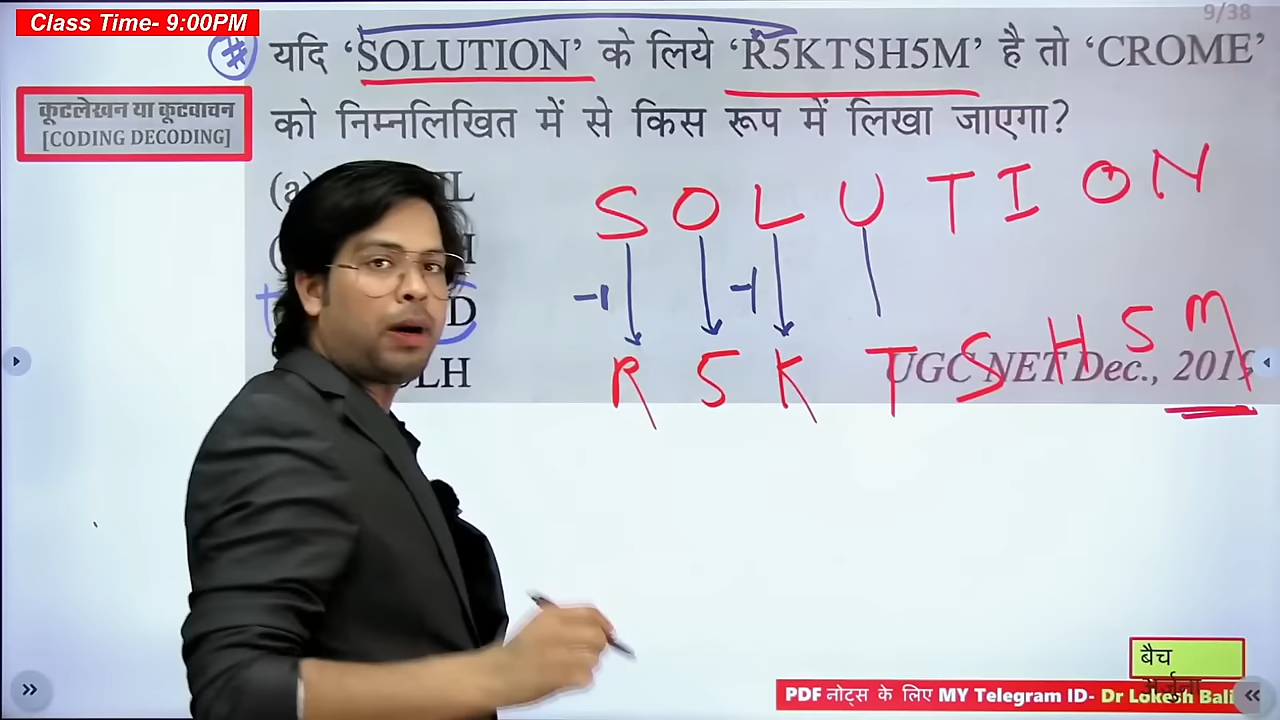 Class Time- 9:00PM
9/38
# यदि ‘SOLUTION’ के लिये ‘R5KTSH5M’ है तो ‘CROME’
को निम्नलिखित में से किस रूप में लिखा जाएगा?
कूटलेखन या कूटवाचन
[CODING DECODING]
(a) L
H
D
LH
S O L U T I O N
-1 -1
R 5 K T S H 5 M
UGC NET Dec., 2019
बैच
अर्जुना
PDF नोट्स के लिए MY Telegram ID- Dr Lokesh Bali